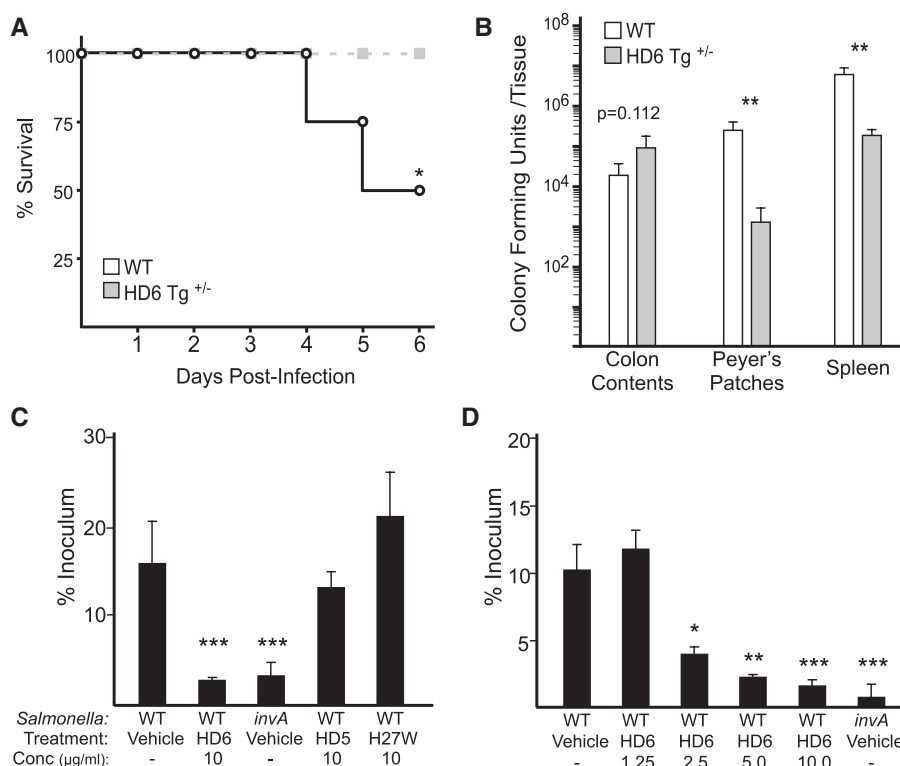 A
% Survival
100
75
50
25
*
WT
HD6 Tg +/-
1 2 3 4 5 6
Days Post-Infection
B
Colony Forming Units /Tissue
10^8
10^6
10^4
10^2
WT
HD6 Tg +/-
p=0.112
**
**
Colon Contents
Peyer's Patches
Spleen
C
% Inoculum
30
20
10
*** ***
Salmonella: WT WT invA WT WT
Treatment: Vehicle HD6 Vehicle HD5 H27W
Conc (µg/ml): - 10 - 10 10
D
% Inoculum
20
15
10
5
* ** *** ***
WT WT WT WT WT invA
Vehicle HD6 HD6 HD6 HD6 Vehicle
- 1.25 2.5 5.0 10.0 -